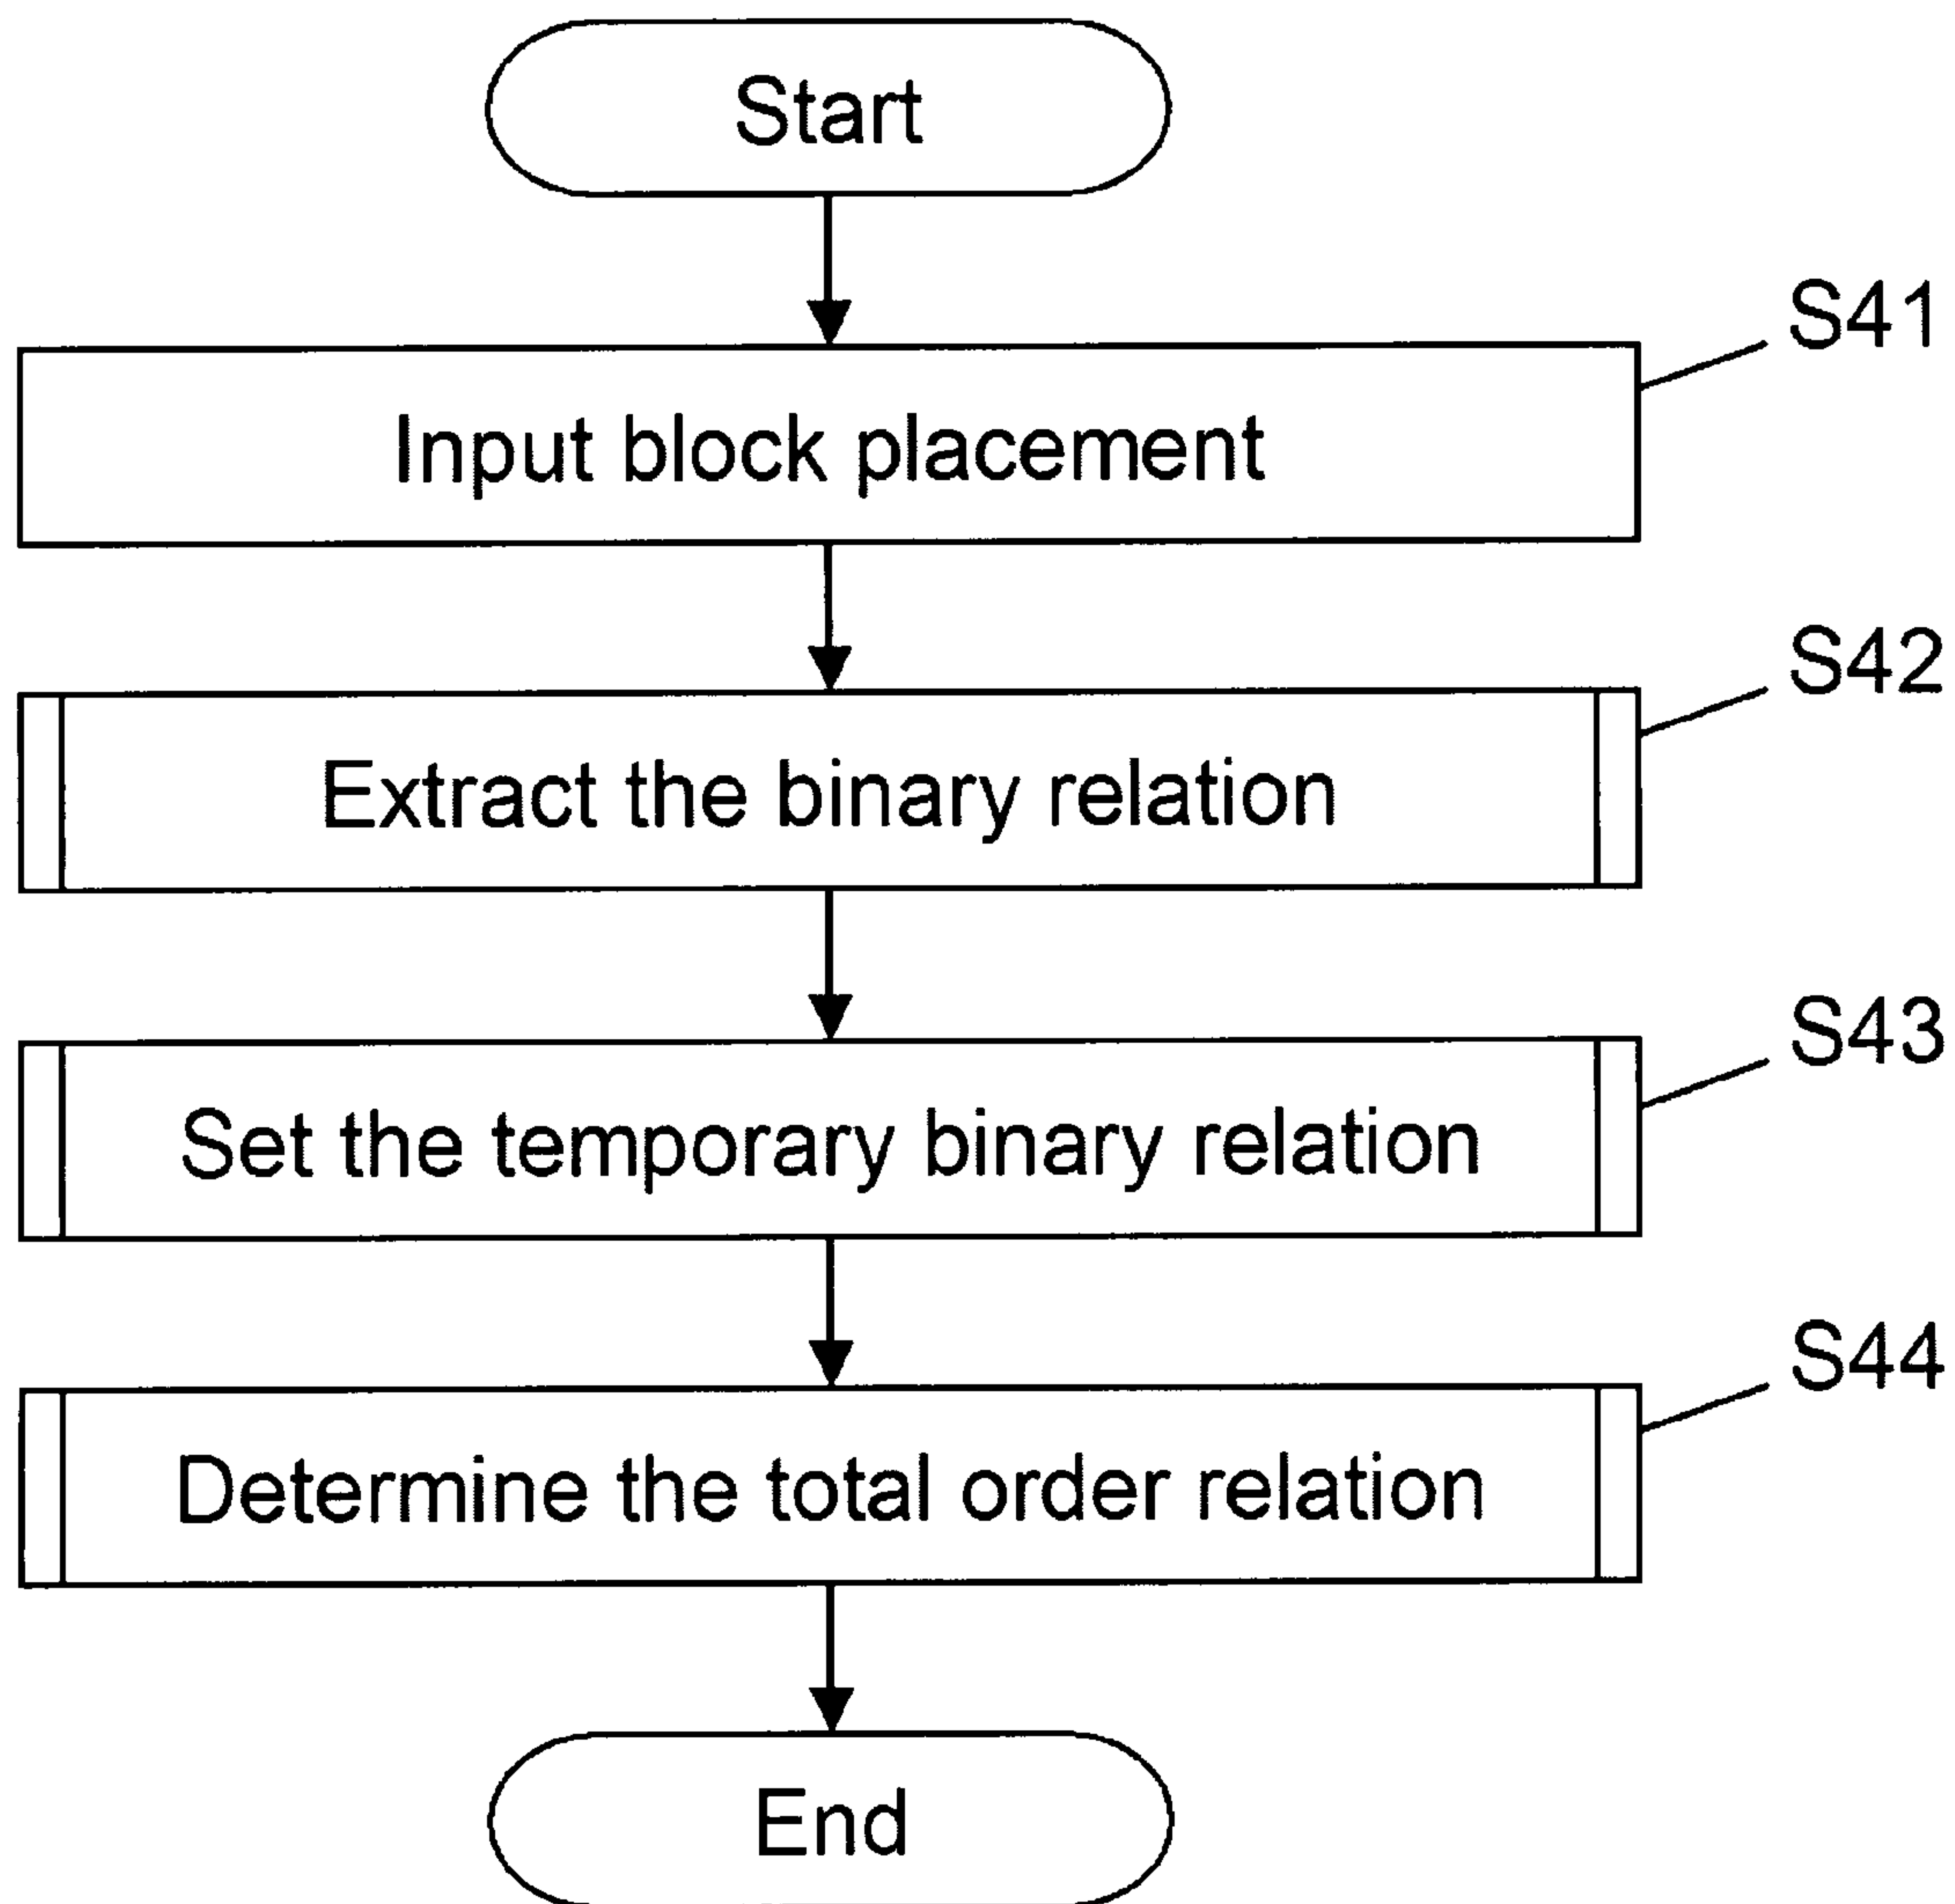 Start
S41
Input block placement
S42
Extract the binary relation
S43
Set the temporary binary relation
S44
Determine the total order relation
End